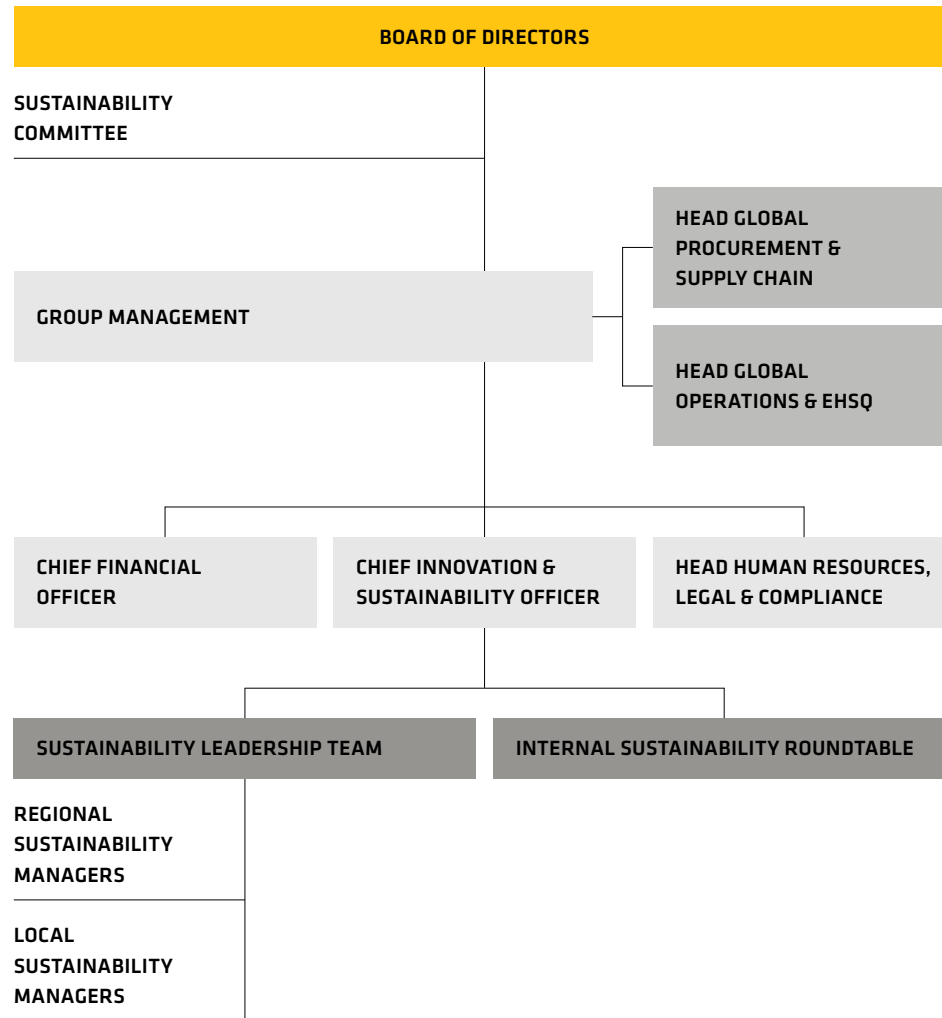 BOARD OF DIRECTORS
SUSTAINABILITY
COMMITTEE
HEAD GLOBAL
PROCUREMENT &
SUPPLY CHAIN
GROUP MANAGEMENT
HEAD GLOBAL
OPERATIONS & EHSQ
CHIEF FINANCIAL
OFFICER
CHIEF INNOVATION &
SUSTAINABILITY OFFICER
HEAD HUMAN RESOURCES,
LEGAL & COMPLIANCE
SUSTAINABILITY LEADERSHIP TEAM
INTERNAL SUSTAINABILITY ROUNDTABLE
REGIONAL
SUSTAINABILITY
MANAGERS
LOCAL
SUSTAINABILITY
MANAGERS